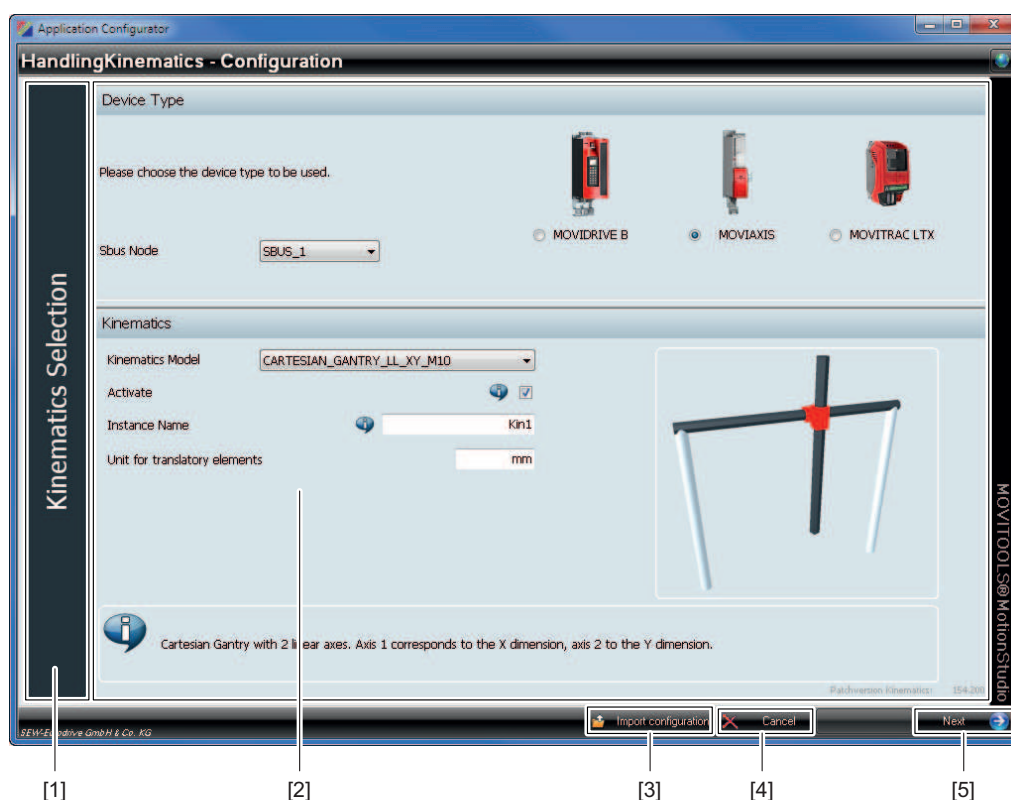 Application Configurator
HandlingKinematics - Configuration
Kinematics Selection
Device Type
Please choose the device type to be used.
MOVIDRIVE B
MOVIAXIS
MOVITRAC LTX
Sbus Node
SBUS_1
Kinematics
Kinematics Model
CARTESIAN_GANTRY_LL_XY_M10
Activate
Instance Name
Kin1
Unit for translatory elements
mm
Cartesian Gantry with 2 linear axes. Axis 1 corresponds to the X dimension, axis 2 to the Y dimension.
Patchversion Kinematics: 154.200
MOVITOOLS®MotionStudio
SEW-Eurodrive GmbH & Co. KG
Import configuration
Cancel
Next
[1]
[2]
[3]
[4]
[5]